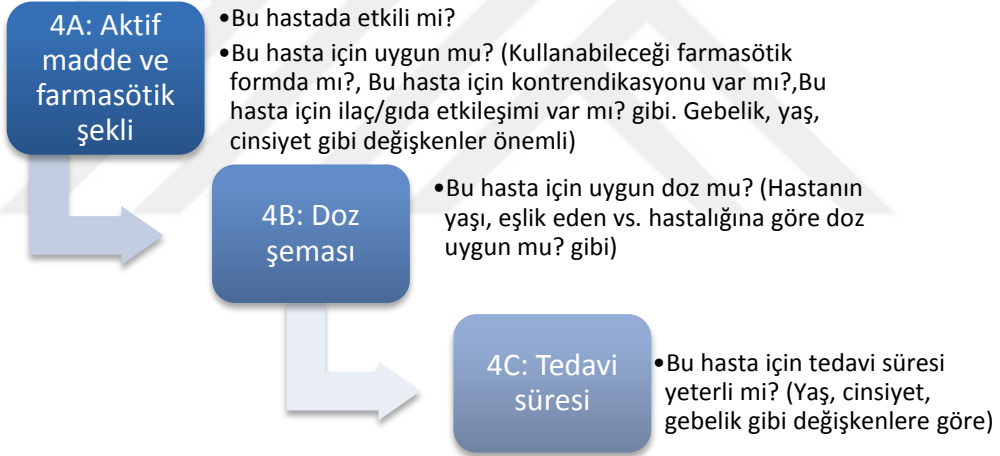 4A: Aktif
madde ve
farmasötik
şekli
•Bu hastada etkili mi?
•Bu hasta için uygun mu? (Kullanabileceği farmasötik
formda mı?, Bu hasta için kontrendikasyonu var mı?,Bu
hasta için ilaç/gıda etkileşimi var mı? gibi. Gebelik, yaş,
cinsiyet gibi değişkenler önemli)
4B: Doz
şeması
•Bu hasta için uygun doz mu? (Hastanın
yaşı, eşlik eden vs. hastalığına göre doz
uygun mu? gibi)
4C: Tedavi
süresi
•Bu hasta için tedavi süresi
yeterli mi? (Yaş, cinsiyet,
gebelik gibi değişkenlere göre)